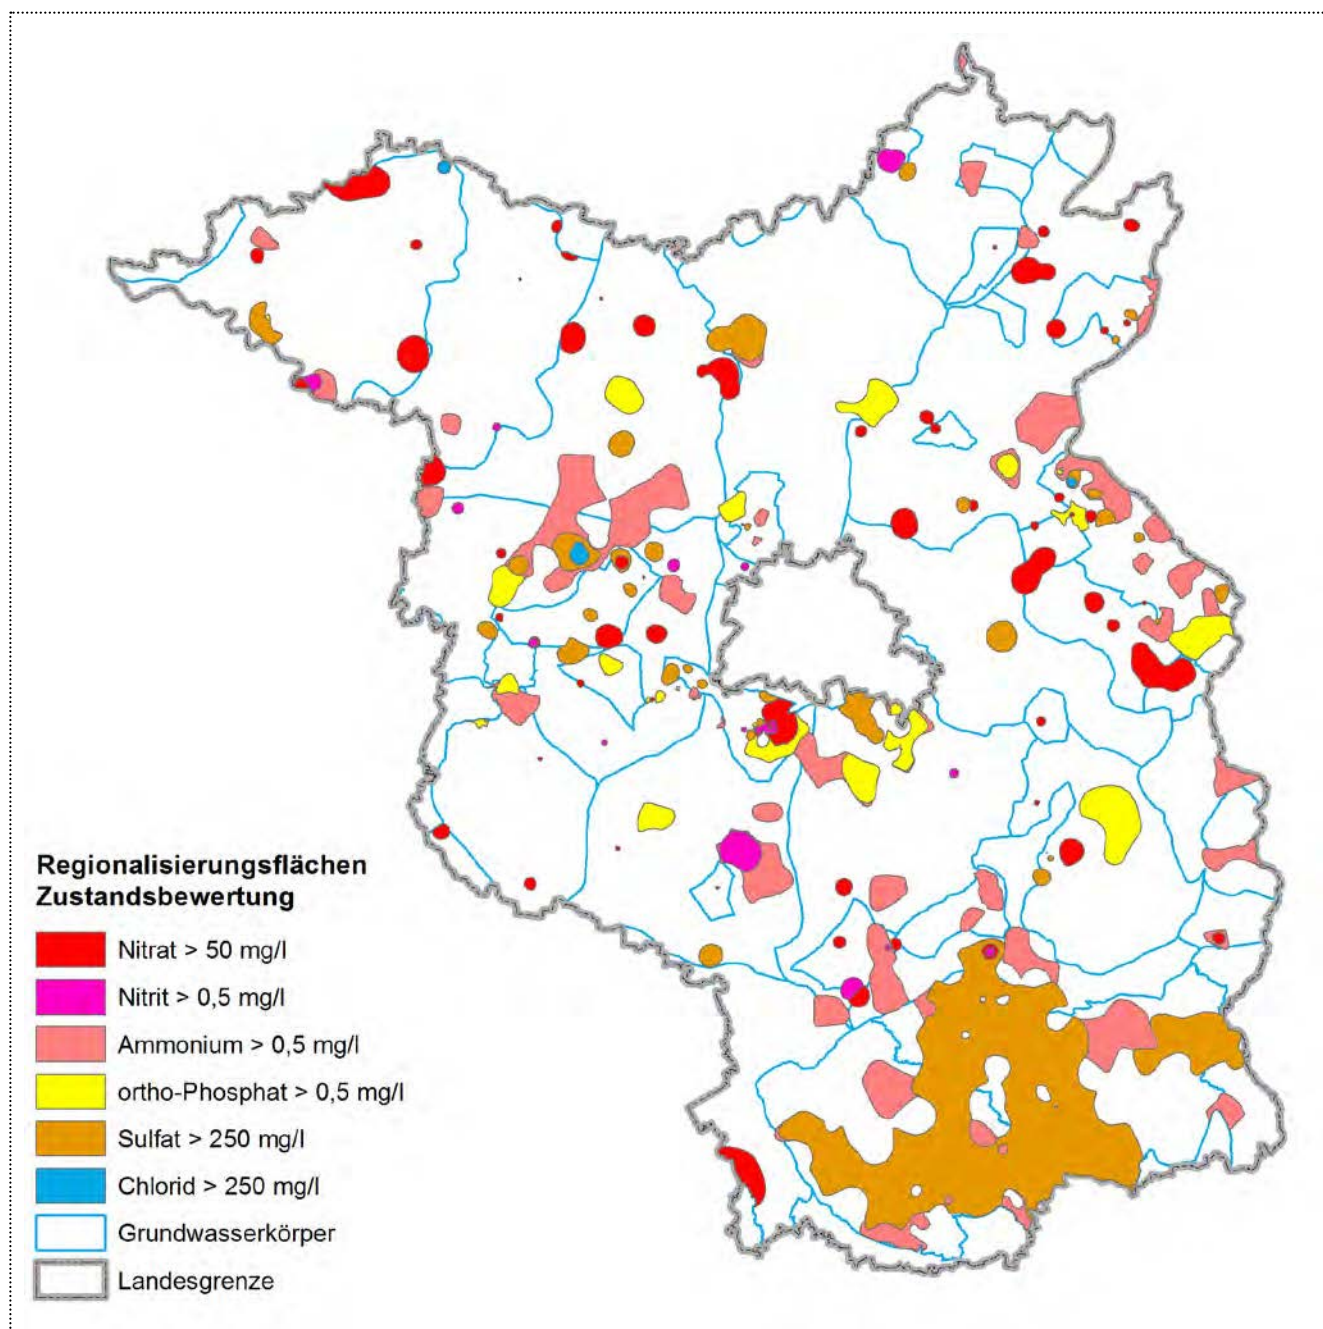 Regionalisierungsflächen
Zustandsbewertung
Nitrat > 50 mg/l
Nitrit > 0,5 mg/l
Ammonium > 0,5 mg/l
ortho-Phosphat > 0,5 mg/l
Sulfat > 250 mg/l
Chlorid > 250 mg/l
Grundwasserkörper
Landesgrenze